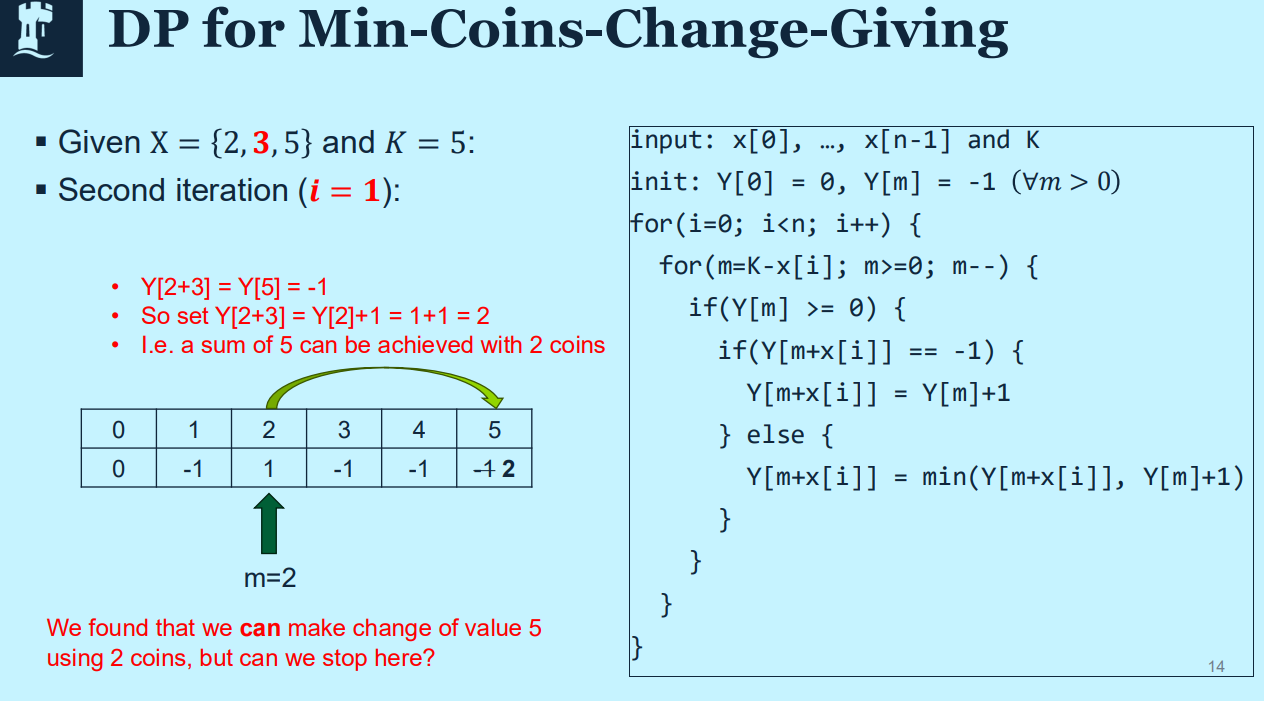 DP for Min-Coins-Change-Giving
▪ Given X = {2, 3, 5} and K = 5:
▪ Second iteration (i = 1):
• Y[2+3] = Y[5] = -1
• So set Y[2+3] = Y[2]+1 = 1+1 = 2
• I.e. a sum of 5 can be achieved with 2 coins
0 1 2 3 4 5
0 -1 1 -1 -1 -1 2
m=2
We found that we can make change of value 5
using 2 coins, but can we stop here?
input: x[0], …, x[n-1] and K
init: Y[0] = 0, Y[m] = -1 (∀m > 0)
for(i=0; i<n; i++) {
for(m=K-x[i]; m>=0; m--) {
if(Y[m] >= 0) {
if(Y[m+x[i]] == -1) {
Y[m+x[i]] = Y[m]+1
} else {
Y[m+x[i]] = min(Y[m+x[i]], Y[m]+1)
}
}
}
}
14